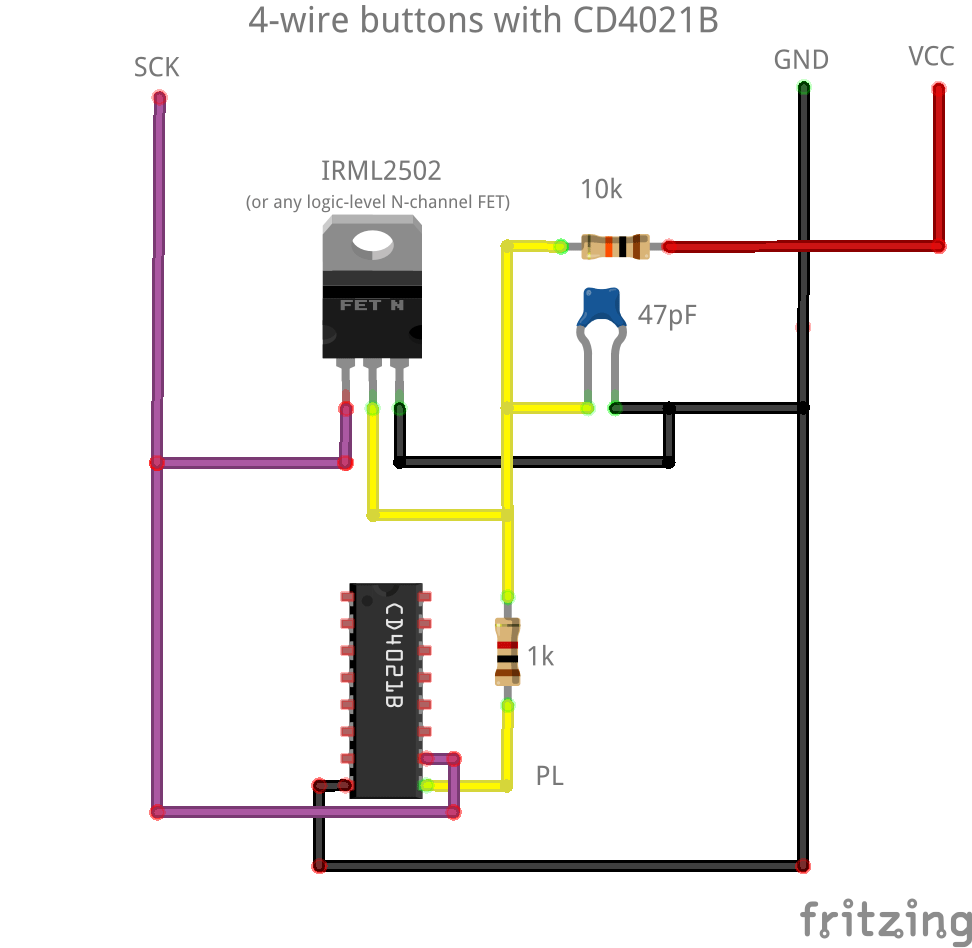 4-wire buttons with CD4021B
SCK
GND
VCC
IRML2502
(or any logic-level N-channel FET)
10k
FET N
47pF
CD4021B
1k
PL
fritzing